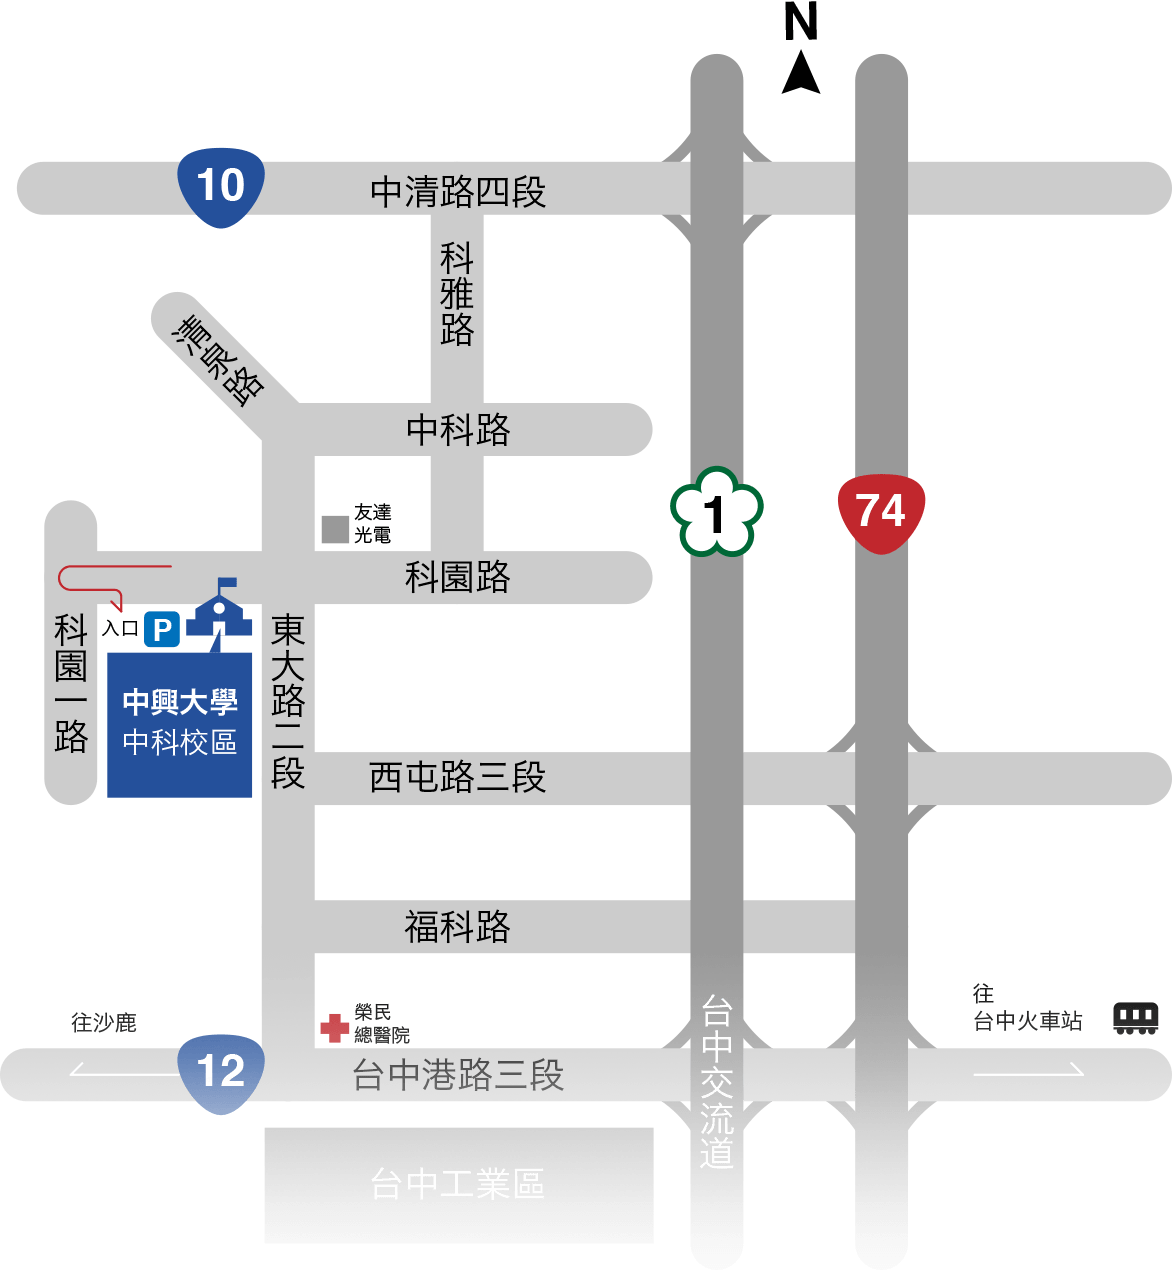 N
10
中清路四段
科雅路
清泉路
中科路
友達
光電
1
74
科園路
入口
P
科園一路
東大路二段
中興大學
中科校區
西屯路三段
福科路
往
台中火車站
榮民
總醫院
往沙鹿
12
台中港路三段
台中交流道
台中工業區